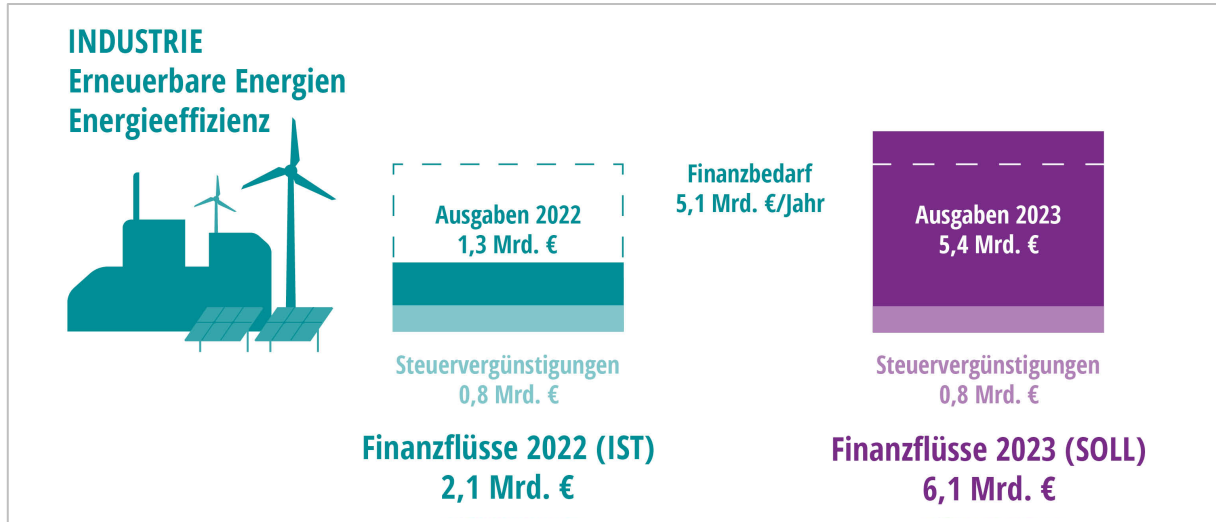 INDUSTRIE
Erneuerbare Energien
Energieeffizienz
Ausgaben 2022
1,3 Mrd. €
Finanzbedarf
5,1 Mrd. €/Jahr
Ausgaben 2023
5,4 Mrd. €
Steuervergünstigungen
0,8 Mrd. €
Steuervergünstigungen
0,8 Mrd. €
Finanzflüsse 2022 (IST)
2,1 Mrd. €
Finanzflüsse 2023 (SOLL)
6,1 Mrd. €